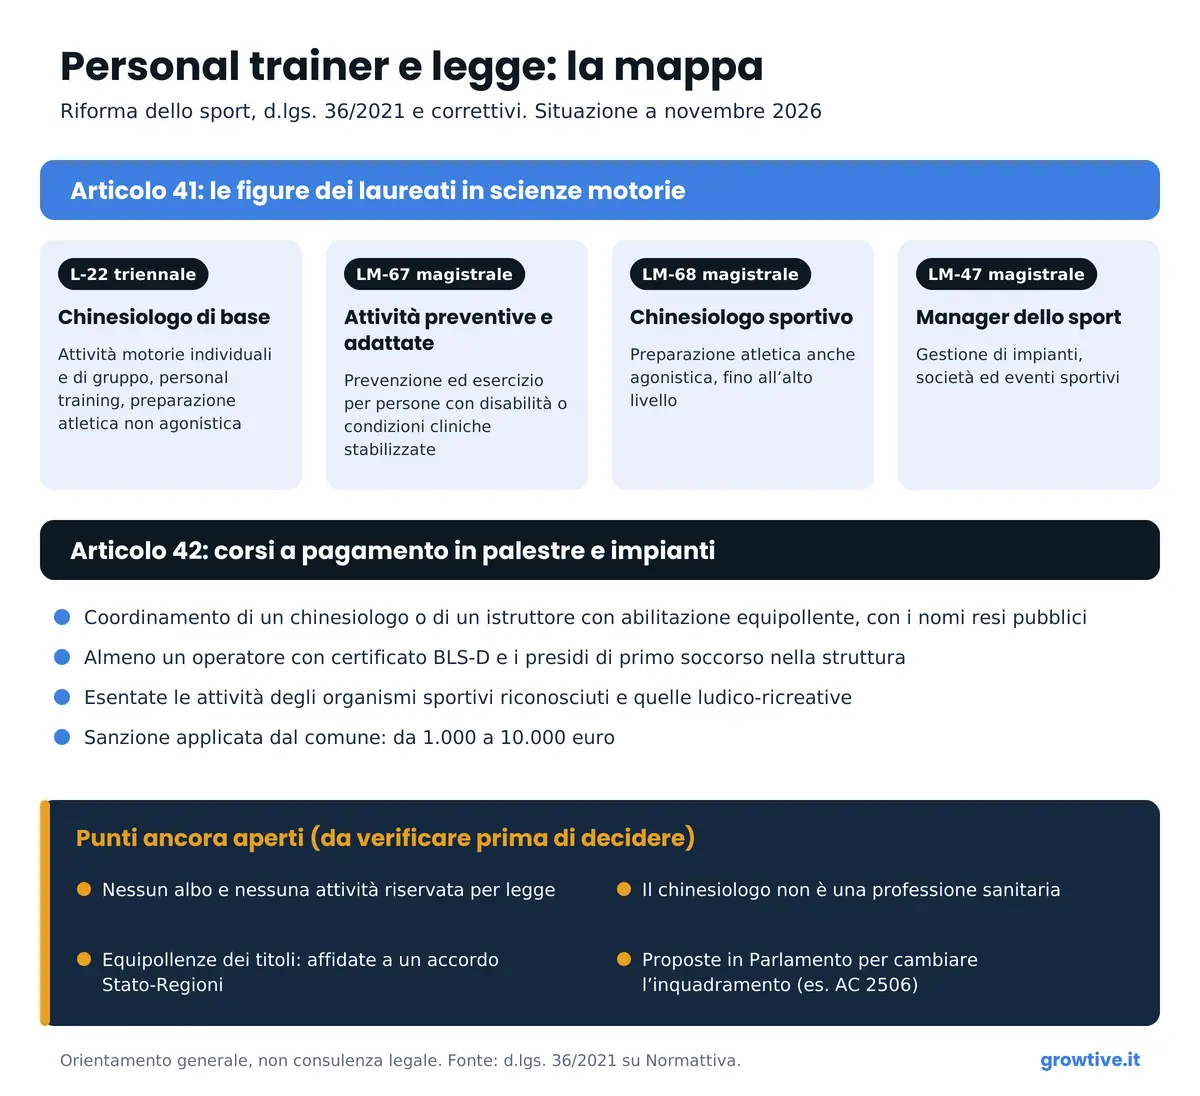 Personal trainer e legge: la mappa
Riforma dello sport, d.lgs. 36/2021 e correttivi. Situazione a novembre 2026
Articolo 41: le figure dei laureati in scienze motorie
L-22 triennale
Chinesiologo di base
Attività motorie individuali
e di gruppo, personal
training, preparazione
atletica non agonistica
LM-67 magistrale
Attività preventive e
adattate
Prevenzione ed esercizio
per persone con disabilità o
condizioni cliniche
stabilizzate
LM-68 magistrale
Chinesiologo sportivo
Preparazione atletica anche
agonistica, fino all’alto
livello
LM-47 magistrale
Manager dello sport
Gestione di impianti,
società ed eventi sportivi
Articolo 42: corsi a pagamento in palestre e impianti
Coordinamento di un chinesiologo o di un istruttore con abilitazione equipollente, con i nomi resi pubblici
Almeno un operatore con certificato BLS-D e i presidi di primo soccorso nella struttura
Esentate le attività degli organismi sportivi riconosciuti e quelle ludico-ricreative
Sanzione applicata dal comune: da 1.000 a 10.000 euro
Punti ancora aperti (da verificare prima di decidere)
Nessun albo e nessuna attività riservata per legge
Il chinesiologo non è una professione sanitaria
Equipollenze dei titoli: affidate a un accordo
Stato-Regioni
Proposte in Parlamento per cambiare
l’inquadramento (es. AC 2506)
Orientamento generale, non consulenza legale. Fonte: d.lgs. 36/2021 su Normattiva.
growtive.it